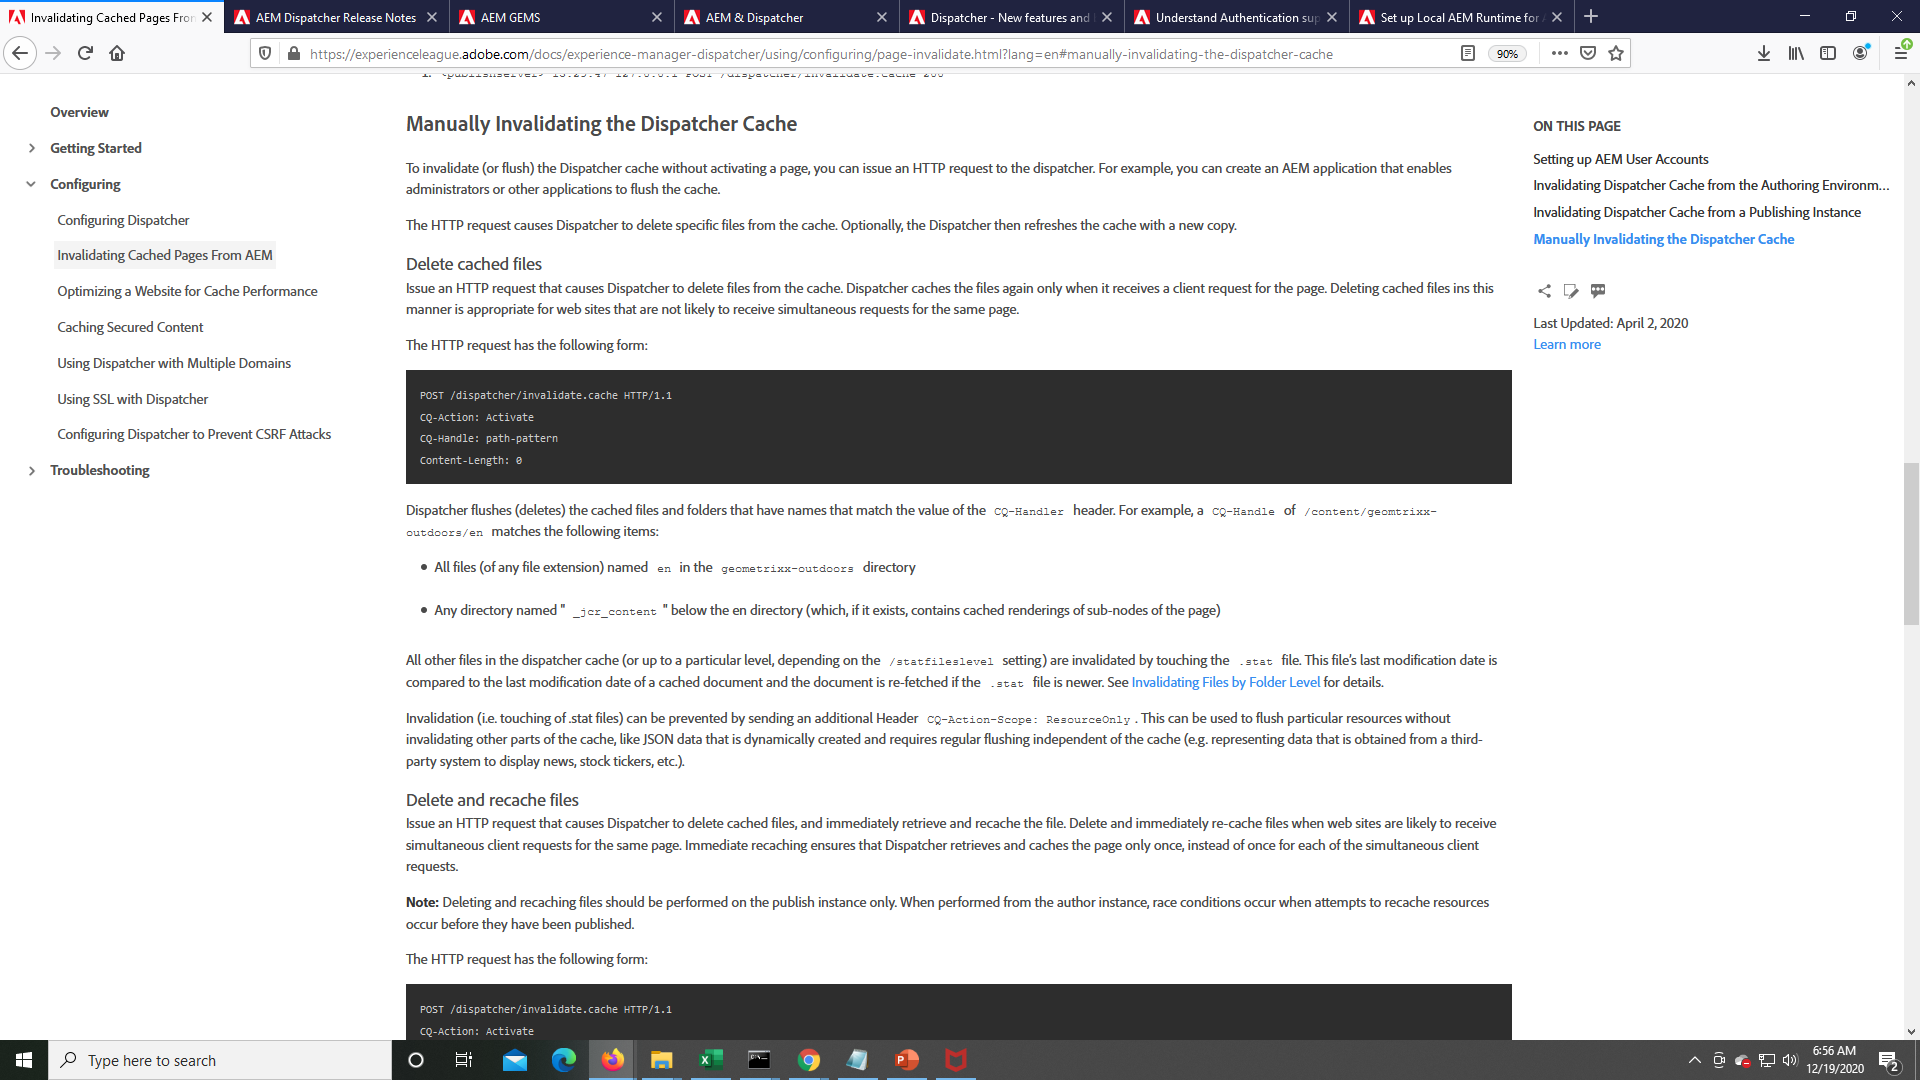 Invalidating Cached Pages From
AEM Dispatcher Release Notes
AEM GEMS
AEM & Dispatcher
Dispatcher - New features and
Understand Authentication sup
Set up Local AEM Runtime for
https://experienceleague.adobe.com/docs/experience-manager-dispatcher/using/configuring/page-invalidate.html?lang=en#manually-invalidating-the-dispatcher-cache
90%
Overview
Getting Started
Configuring
Configuring Dispatcher
Invalidating Cached Pages From AEM
Optimizing a Website for Cache Performance
Caching Secured Content
Using Dispatcher with Multiple Domains
Using SSL with Dispatcher
Configuring Dispatcher to Prevent CSRF Attacks
Troubleshooting
Manually Invalidating the Dispatcher Cache
To invalidate (or flush) the Dispatcher cache without activating a page, you can issue an HTTP request to the dispatcher. For example, you can create an AEM application that enables
administrators or other applications to flush the cache.
The HTTP request causes Dispatcher to delete specific files from the cache. Optionally, the Dispatcher then refreshes the cache with a new copy.
Delete cached files
Issue an HTTP request that causes Dispatcher to delete files from the cache. Dispatcher caches the files again only when it receives a client request for the page. Deleting cached files ins this
manner is appropriate for web sites that are not likely to receive simultaneous requests for the same page.
The HTTP request has the following form:
POST /dispatcher/invalidate.cache HTTP/1.1
CQ-Action: Activate
CQ-Handle: path-pattern
Content-Length: 0
Dispatcher flushes (deletes) the cached files and folders that have names that match the value of the CQ-Handler header. For example, a CQ-Handle of /content/geomtrixx-
outdoors/en matches the following items:
• All files (of any file extension) named en in the geometrixx-outdoors directory
• Any directory named " _jcr_content " below the en directory (which, if it exists, contains cached renderings of sub-nodes of the page)
All other files in the dispatcher cache (or up to a particular level, depending on the /statfileslevel setting) are invalidated by touching the .stat file. This file's last modification date is
compared to the last modification date of a cached document and the document is re-fetched if the .stat file is newer. See Invalidating Files by Folder Level for details.
Invalidation (i.e. touching of .stat files) can be prevented by sending an additional Header CQ-Action-Scope: ResourceOnly . This can be used to flush particular resources without
invalidating other parts of the cache, like JSON data that is dynamically created and requires regular flushing independent of the cache (e.g. representing data that is obtained from a third-
party system to display news, stock tickers, etc.).
Delete and recache files
Issue an HTTP request that causes Dispatcher to delete cached files, and immediately retrieve and recache the file. Delete and immediately re-cache files when web sites are likely to receive
simultaneous client requests for the same page. Immediate recaching ensures that Dispatcher retrieves and caches the page only once, instead of once for each of the simultaneous client
requests.
Note: Deleting and recaching files should be performed on the publish instance only. When performed from the author instance, race conditions occur when attempts to recache resources
occur before they have been published.
The HTTP request has the following form:
POST /dispatcher/invalidate.cache HTTP/1.1
CQ-Action: Activate
ON THIS PAGE
Setting up AEM User Accounts
Invalidating Dispatcher Cache from the Authoring Environm...
Invalidating Dispatcher Cache from a Publishing Instance
Manually Invalidating the Dispatcher Cache
Last Updated: April 2, 2020
Learn more
Type here to search
6:56 AM
12/19/2020
2